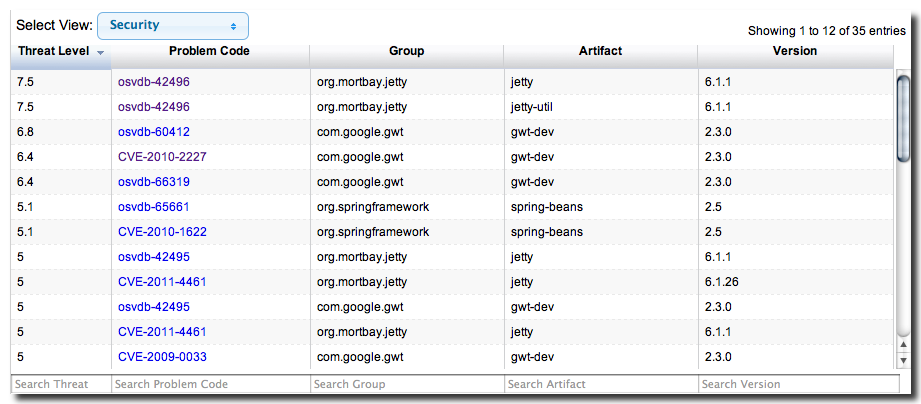 Select View: Security
Showing 1 to 12 of 35 entries
Threat Level Problem Code Group Artifact Version
7.5 osvdb-42496 org.mortbay.jetty jetty 6.1.1
7.5 osvdb-42496 org.mortbay.jetty jetty-util 6.1.1
6.8 osvdb-60412 com.google.gwt gwt-dev 2.3.0
6.4 CVE-2010-2227 com.google.gwt gwt-dev 2.3.0
6.4 osvdb-66319 com.google.gwt gwt-dev 2.3.0
5.1 osvdb-65661 org.springframework spring-beans 2.5
5.1 CVE-2010-1622 org.springframework spring-beans 2.5
5 osvdb-42495 org.mortbay.jetty jetty 6.1.1
5 CVE-2011-4461 org.mortbay.jetty jetty 6.1.26
5 osvdb-42495 com.google.gwt gwt-dev 2.3.0
5 CVE-2011-4461 org.mortbay.jetty jetty 6.1.1
5 CVE-2009-0033 com.google.gwt gwt-dev 2.3.0
Search Threat Search Problem Code Search Group Search Artifact Search Version